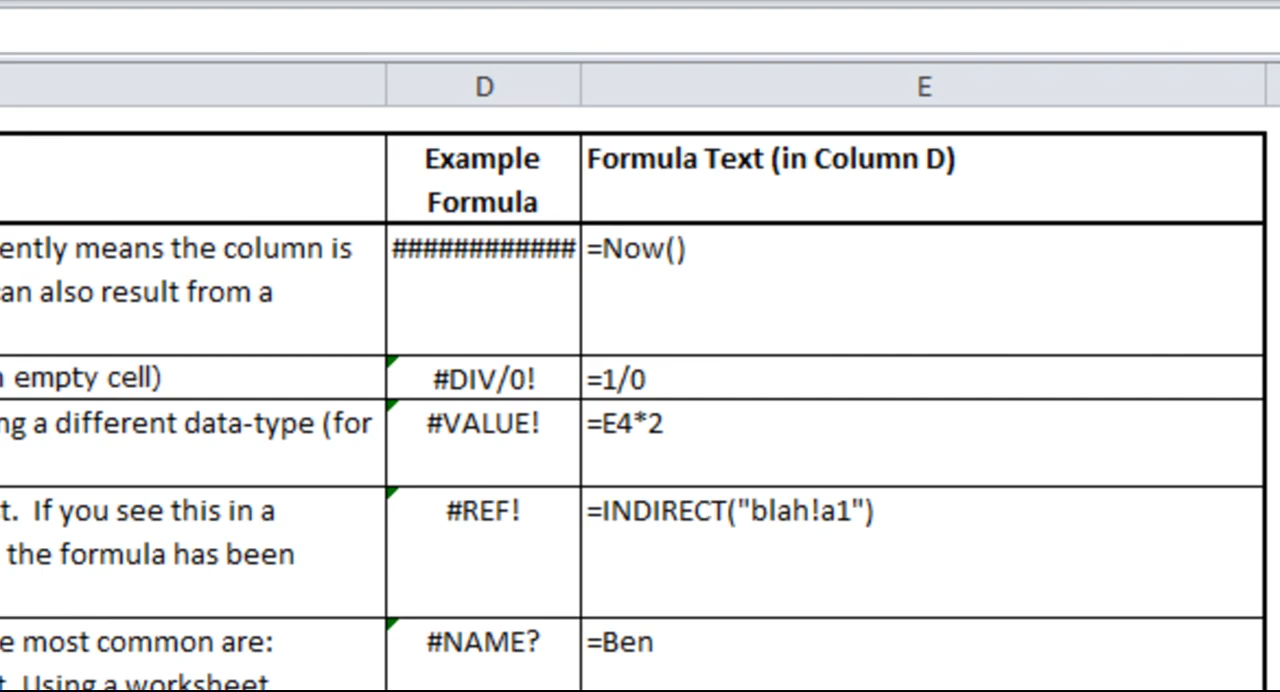 D E
Example Formula Text (in Column D)
Formula
ently means the column is ############ =Now()
an also result from a
empty cell) #DIV/0! =1/0
ng a different data-type (for #VALUE! =E4*2
t. If you see this in a #REF! =INDIRECT("blah!a1")
the formula has been
e most common are: #NAME? =Ben
t. Using a worksheet